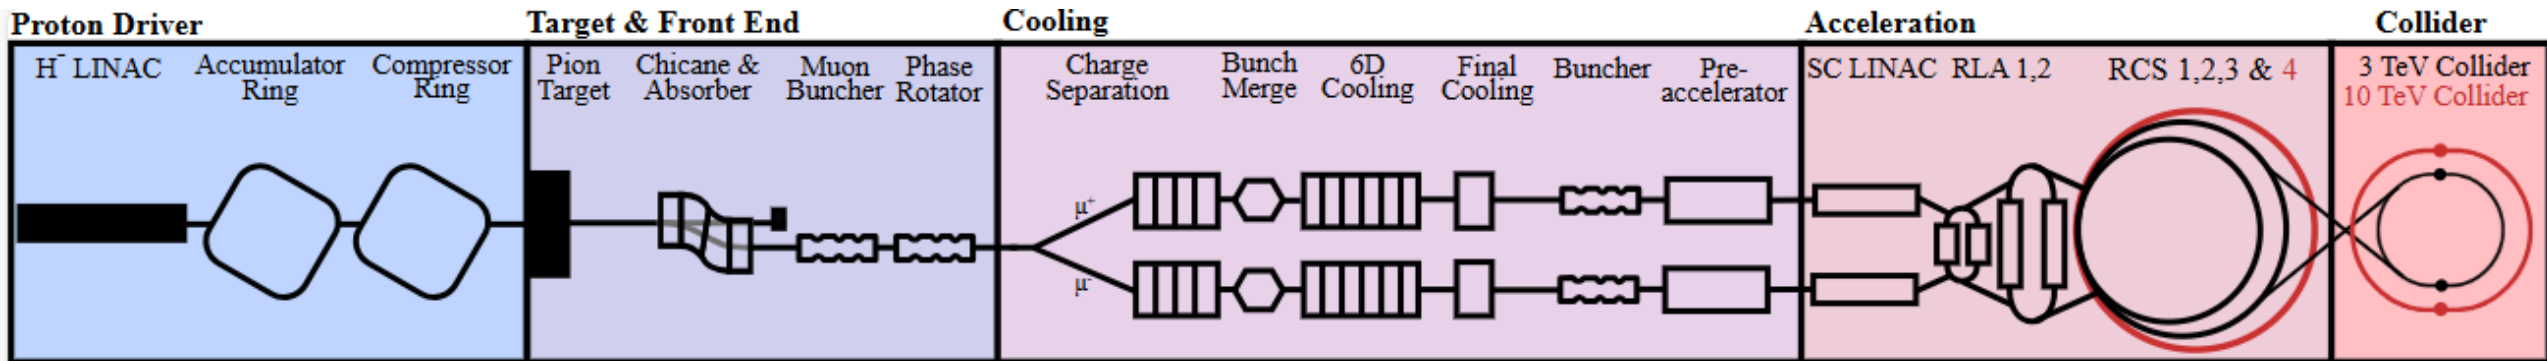 Proton Driver
Target & Front End
Cooling
Acceleration
Collider
H⁻ LINAC
Accumulator
Ring
Compressor
Ring
Pion
Target
Chicane &
Absorber
Muon
Buncher
Phase
Rotator
Charge
Separation
Bunch
Merge
6D
Cooling
Final
Cooling
Buncher
Pre-
accelerator
SC LINAC
RLA 1,2
RCS 1,2,3 & 4
3 TeV Collider
10 TeV Collider
μ⁺
μ⁻